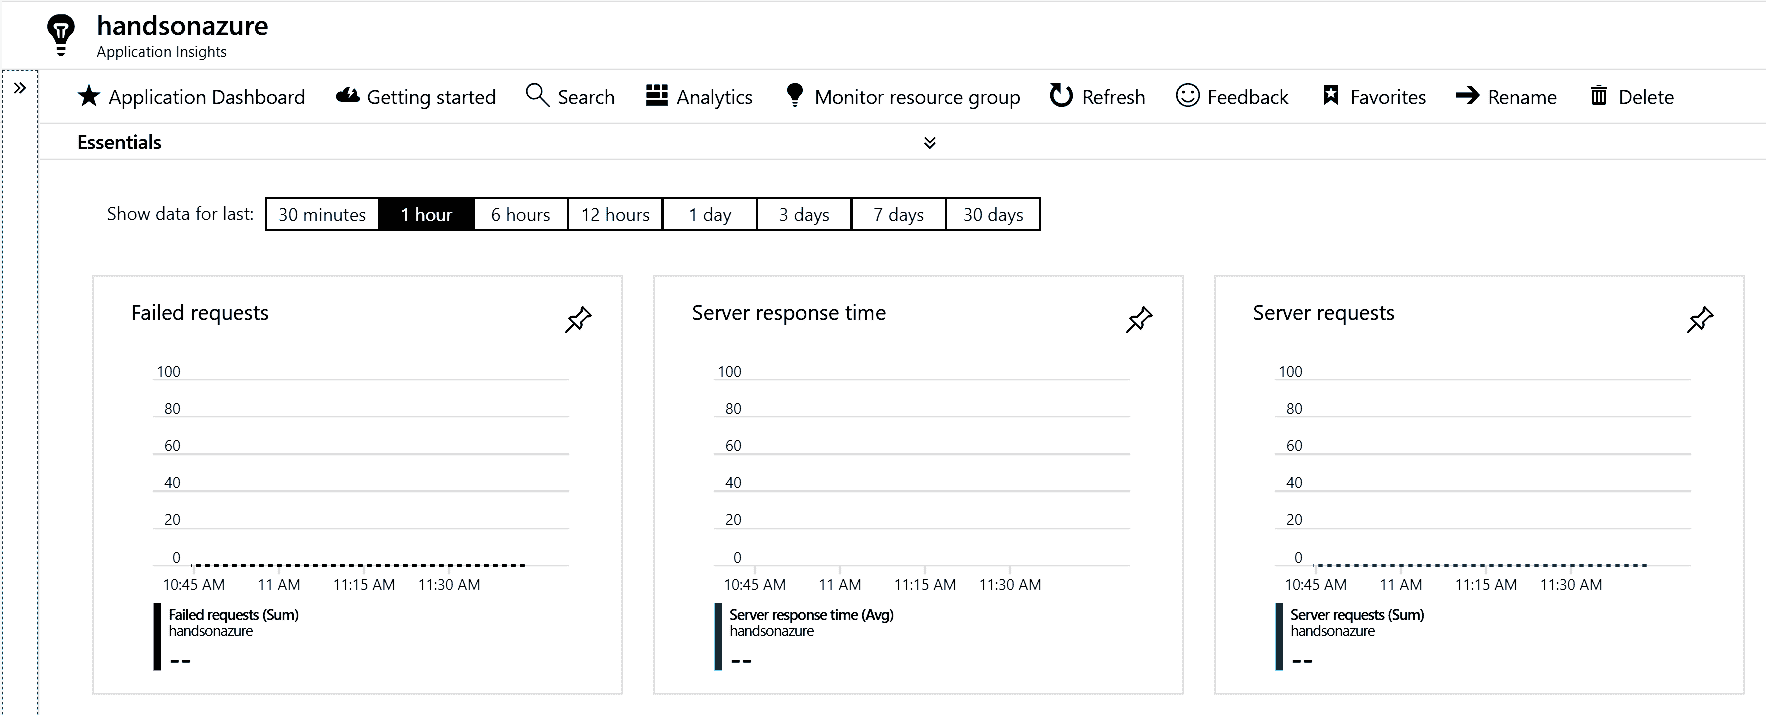 handsonazure
Application Insights
Application Dashboard Getting started Search Analytics Monitor resource group Refresh Feedback Favorites Rename Delete
Essentials
Show data for last: 30 minutes 1 hour 6 hours 12 hours 1 day 3 days 7 days 30 days
Failed requests
100
80
60
40
20
0
10:45 AM 11 AM 11:15 AM 11:30 AM
Failed requests (Sum)
handsonazure
--
Server response time
100
80
60
40
20
0
10:45 AM 11 AM 11:15 AM 11:30 AM
Server response time (Avg)
handsonazure
--
Server requests
100
80
60
40
20
0
10:45 AM 11 AM 11:15 AM 11:30 AM
Server requests (Sum)
handsonazure
--